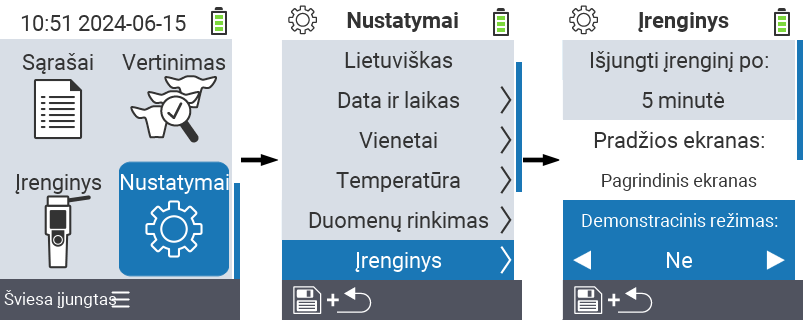 10:51 2024-06-15
Sąrašai
Vertinimas
Įrenginys
Nustatymai
Šviesa įjungtas
Nustatymai
Lietuviškas
Data ir laikas
Vienetai
Temperatūra
Duomenų rinkimas
Įrenginys
Įrenginys
Išjungti įrenginį po:
5 minutė
Pradžios ekranas:
Pagrindinis ekranas
Demonstracinis režimas:
Ne